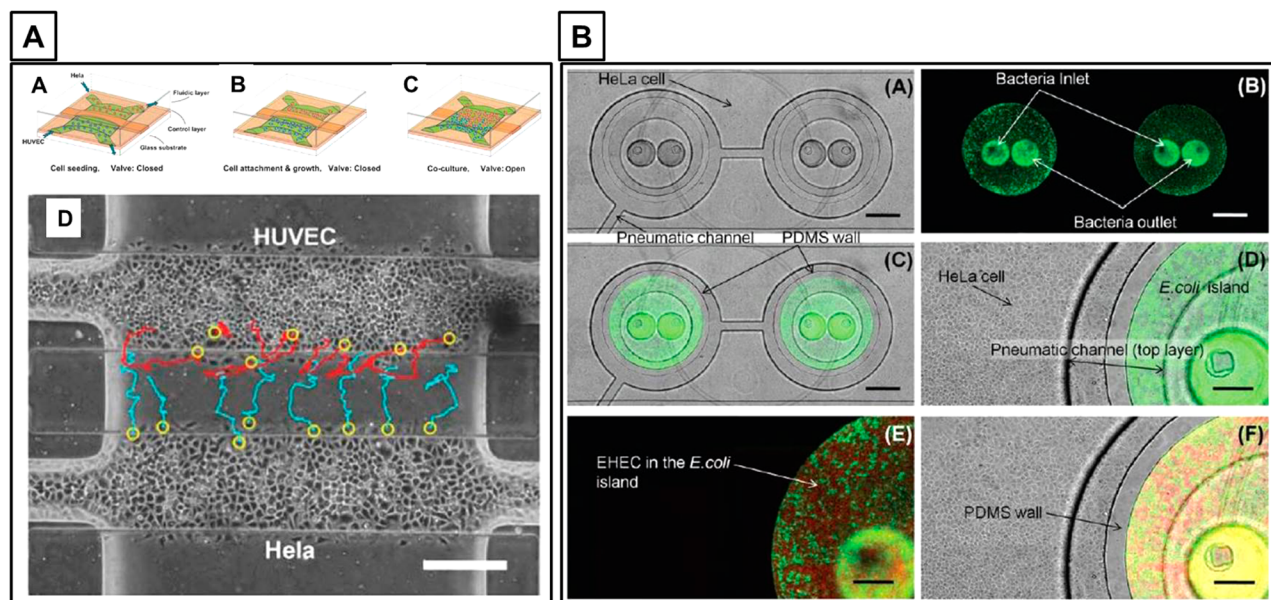 A
A
B
C
Hela
Fluidic layer
Control layer
HUVEC
Glass substrate
Cell seeding, Valve: Closed
Cell attachment & growth, Valve: Closed
Co-culture, Valve: Open
D
HUVEC
Hela
B
HeLa cell
(A)
Bacteria Inlet
(B)
Bacteria outlet
Pneumatic channel
PDMS wall
(C)
HeLa cell
(D)
E.coli island
Pneumatic channel (top layer)
EHEC in the E.coli
island
(E)
(F)
PDMS wall